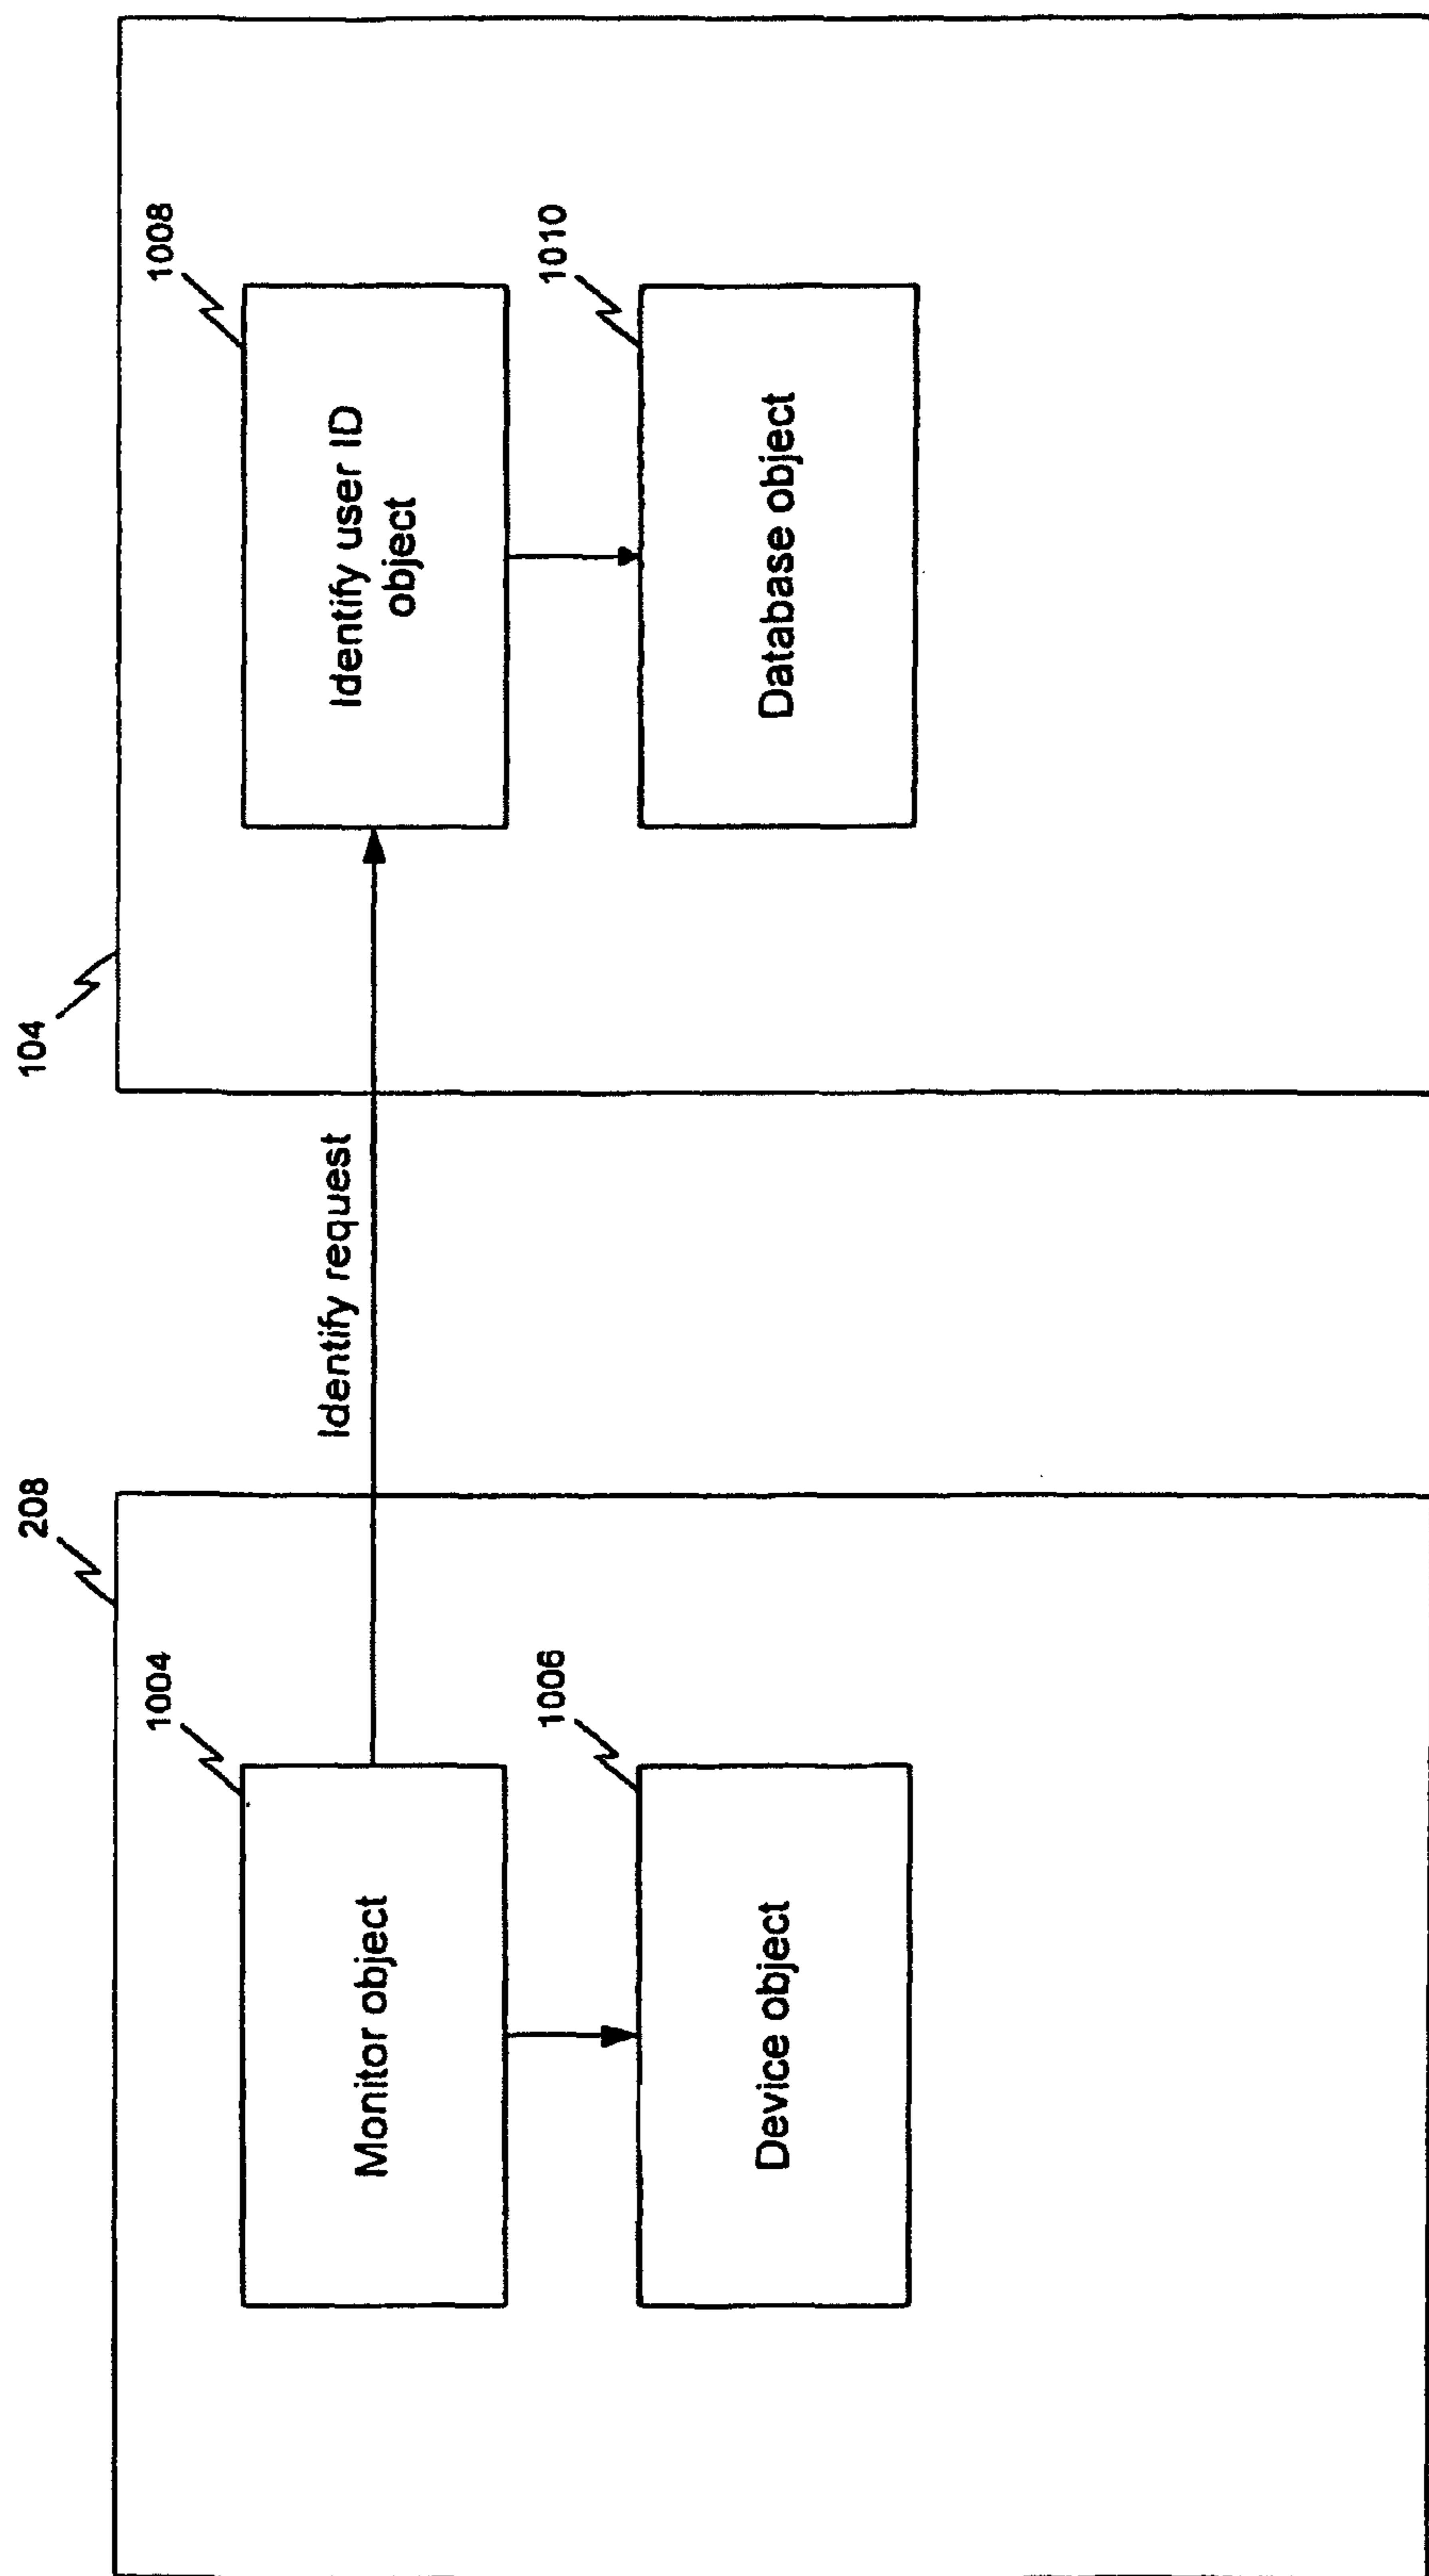 208
104
1004
Monitor object
1006
Device object
Identify request
1008
Identify user ID
object
1010
Database object